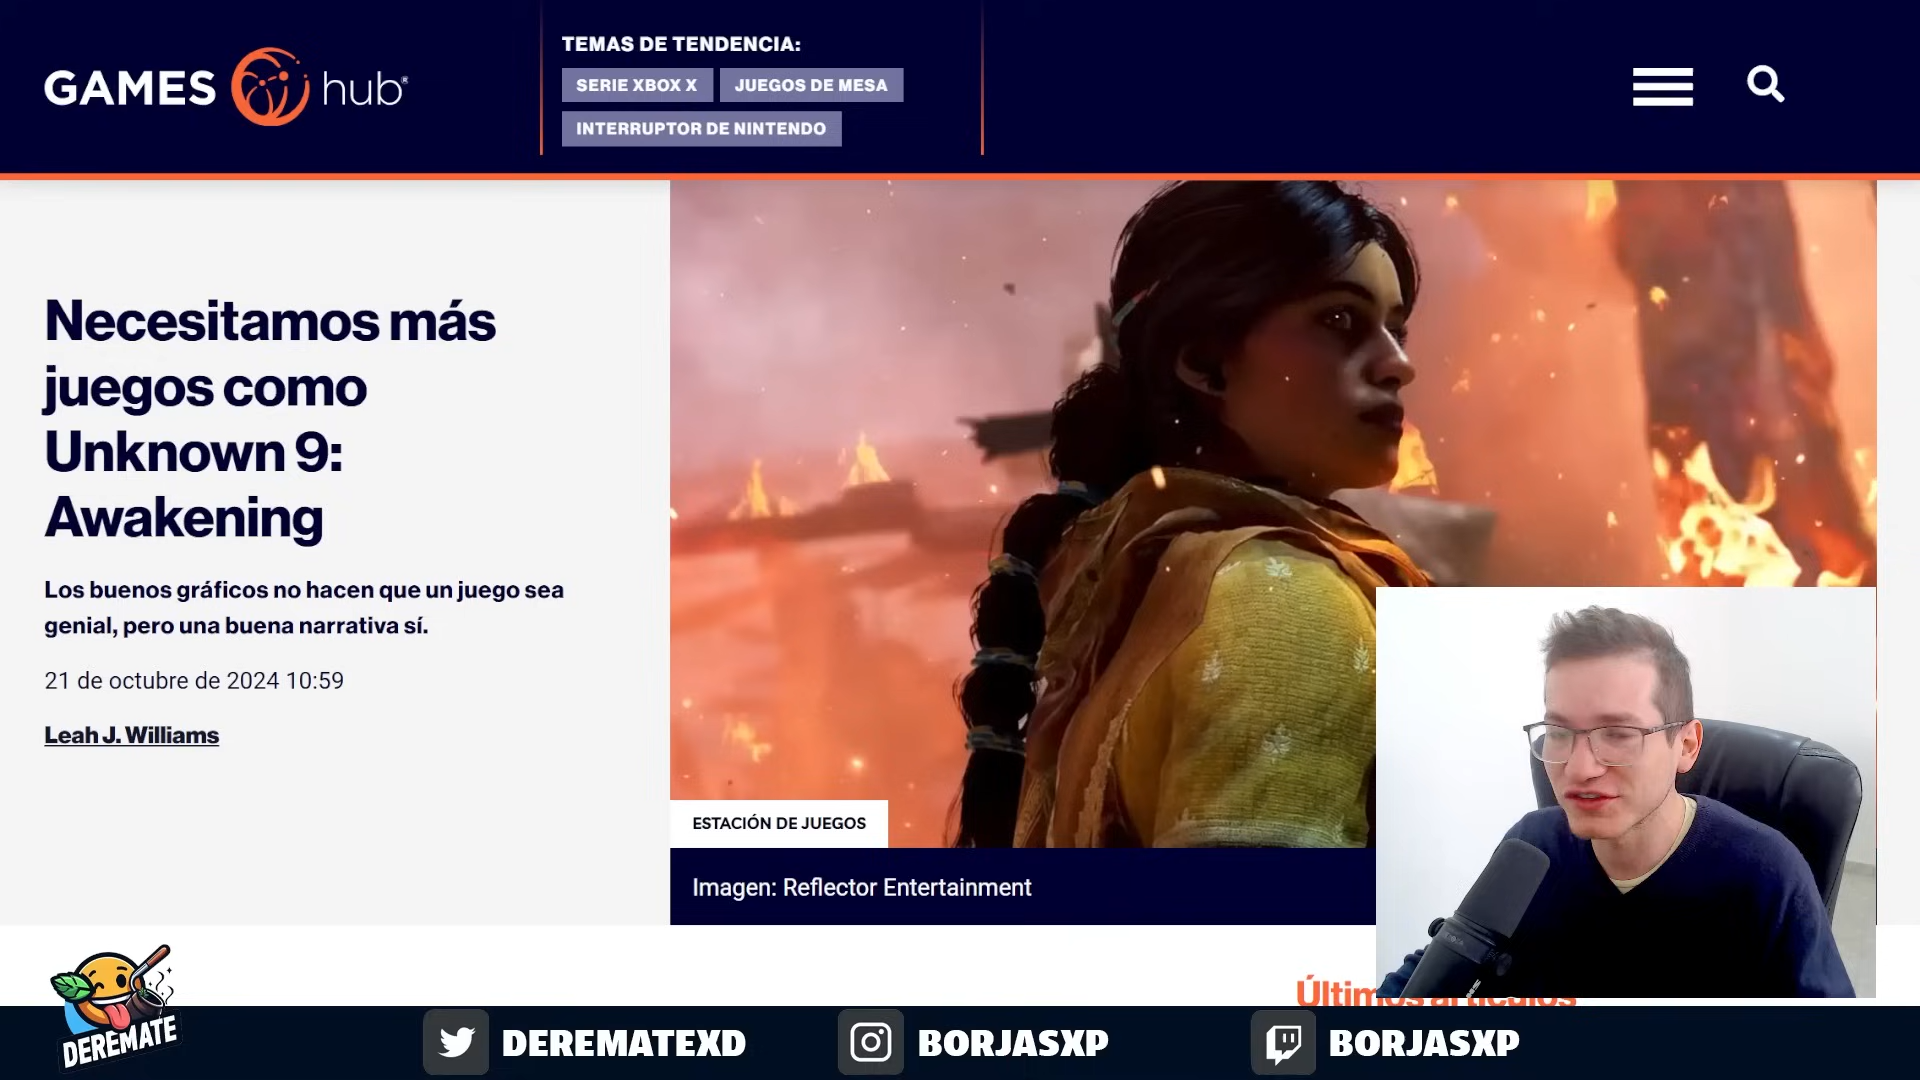 GAMES hub
TEMAS DE TENDENCIA:
SERIE XBOX X
JUEGOS DE MESA
INTERRUPTOR DE NINTENDO
Necesitamos más
juegos como
Unknown 9:
Awakening
Los buenos gráficos no hacen que un juego sea
genial, pero una buena narrativa sí.
21 de octubre de 2024 10:59
Leah J. Williams
ESTACIÓN DE JUEGOS
Imagen: Reflector Entertainment
Últimos artículos
DEREMATE
DEREMATEXD
BORJASXP
BORJASXP